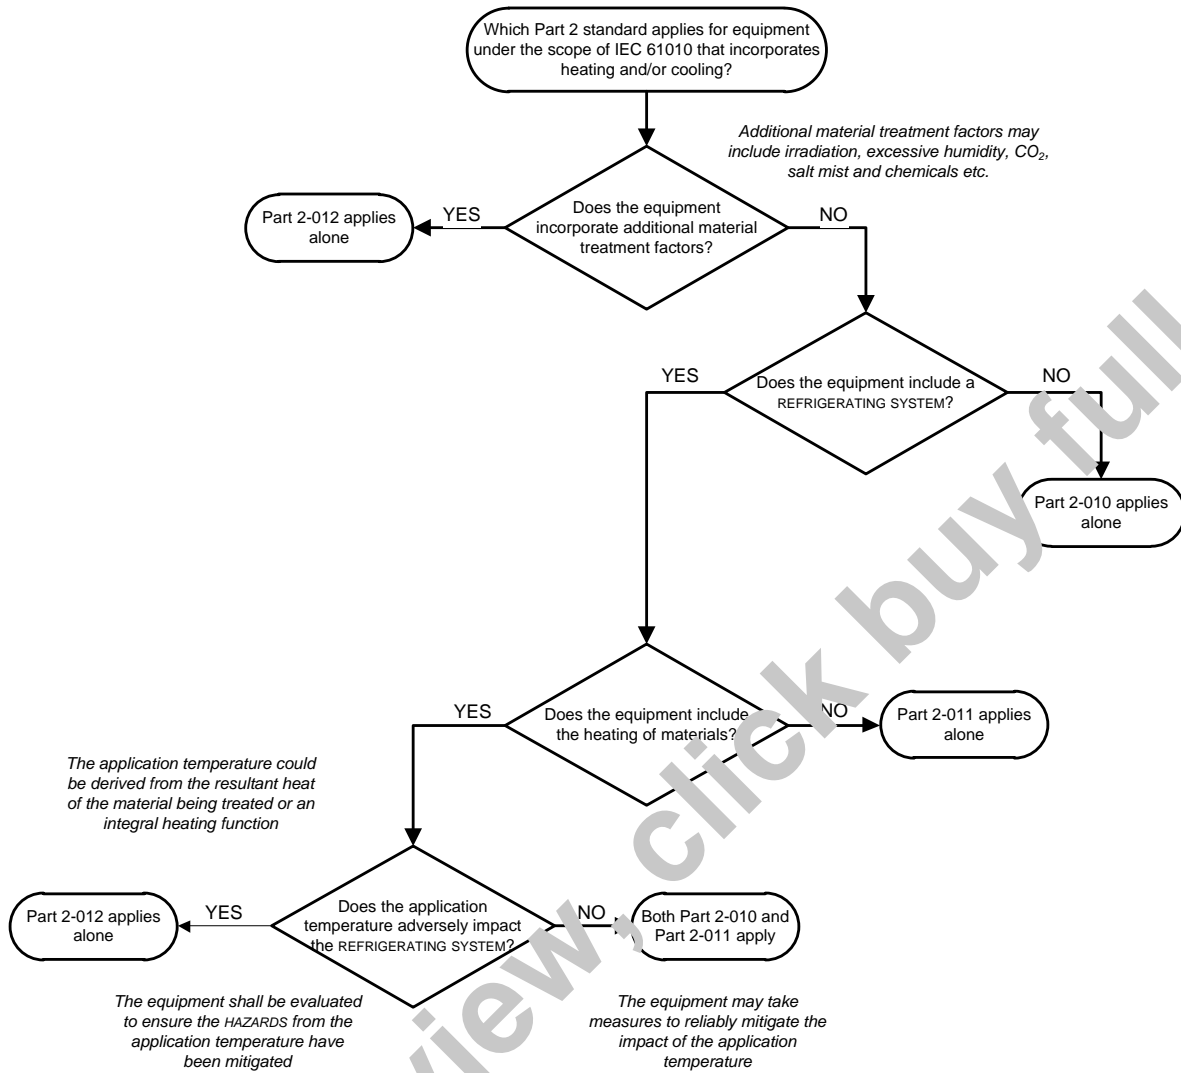 Which Part 2 standard applies for equipment
under the scope of IEC 61010 that incorporates
heating and/or cooling?
Additional material treatment factors may
include irradiation, excessive humidity, CO₂,
salt mist and chemicals etc.
Part 2-012 applies
alone
YES
Does the equipment
incorporate additional material
treatment factors?
NO
YES
Does the equipment include a
REFRIGERATING SYSTEM?
NO
Part 2-010 applies
alone
YES
Does the equipment include
the heating of materials?
NO
Part 2-011 applies
alone
The application temperature could
be derived from the resultant heat
of the material being treated or an
integral heating function
Part 2-012 applies
alone
YES
Does the application
temperature adversely impact
the REFRIGERATING SYSTEM?
NO
Both Part 2-010 and
Part 2-011 apply
The equipment shall be evaluated
to ensure the HAZARDS from the
application temperature have
been mitigated
The equipment may take
measures to reliably mitigate the
impact of the application
temperature
view, click buy full